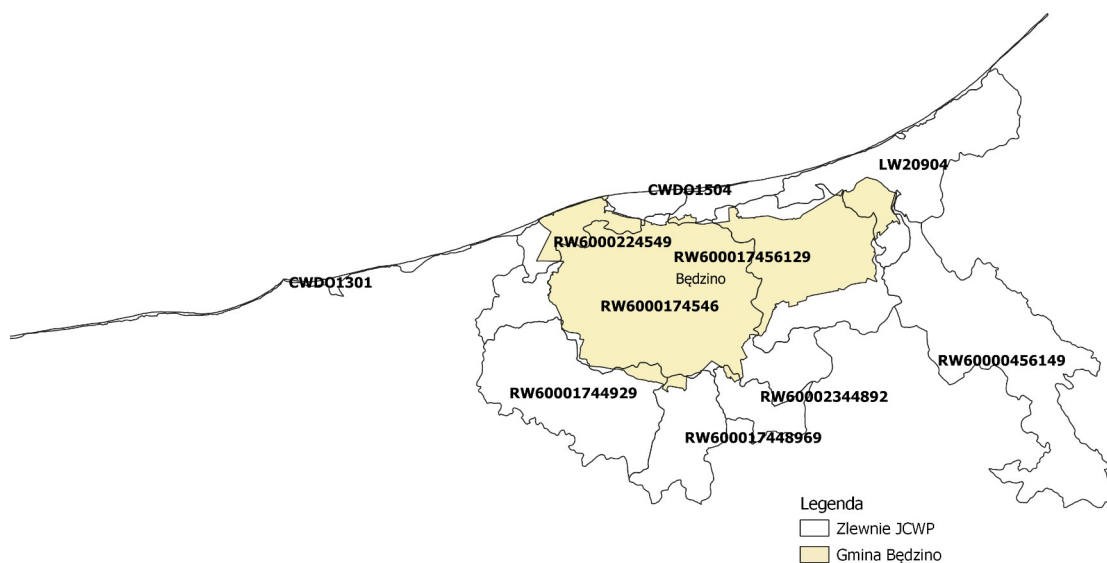 LW20904
CWDO1504
RW6000224549
RW600017456129
CWDO1301
Będzino
RW6000174546
RW60000456149
RW60001744929
RW60002344892
RW600017448969
Legenda
Zlewnie JCWP
Gmina Będzino